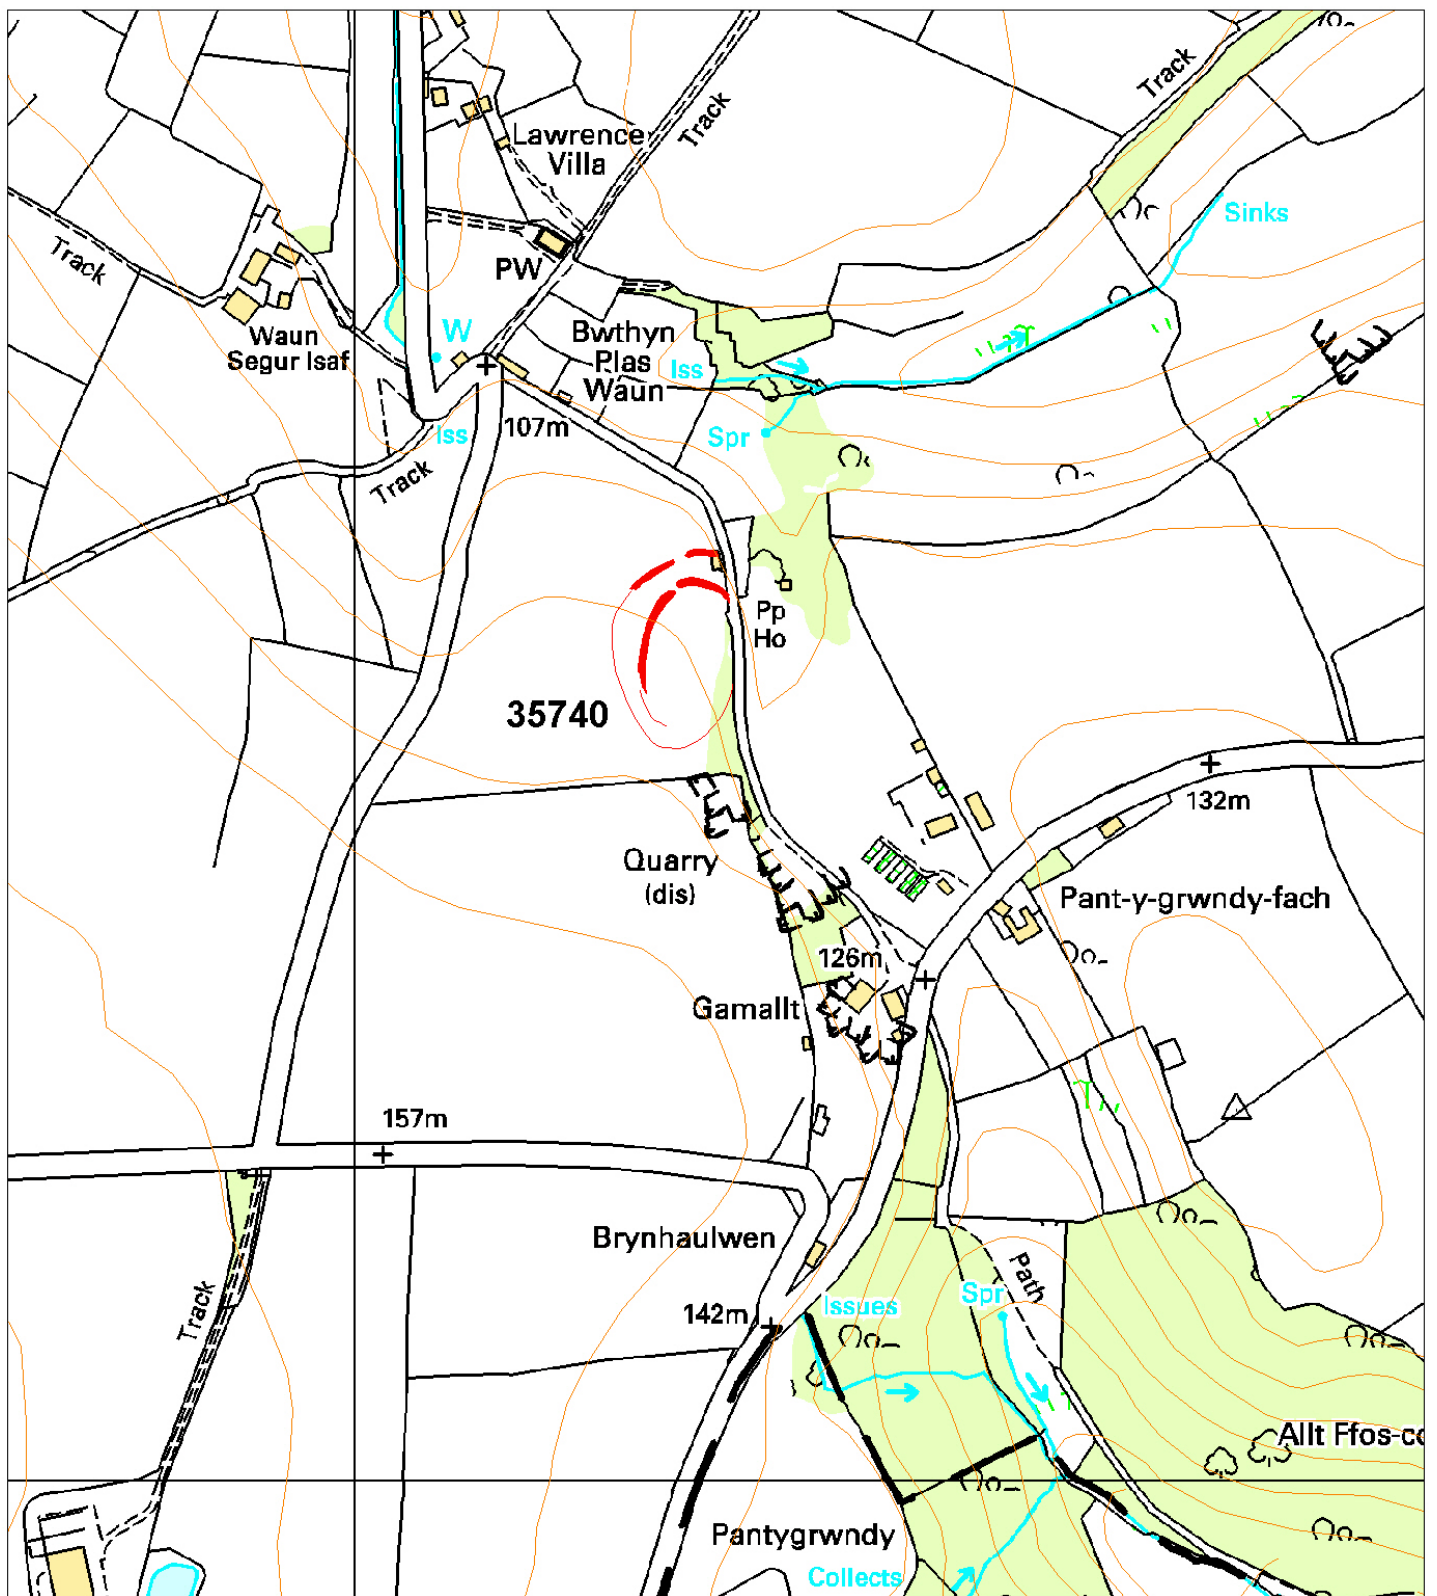 Track
Lawrence
Villa
Track
Sinks
Track
PW
Waun
Segur Isaf
W
Bwthyn
Plas
Waun
Iss
Iss
107m
Spr
Track
Pp
Ho
35740
132m
Quarry
(dis)
Pant-y-grwndy-fach
126m
Gamallt
157m
Brynhaulwen
Path
Track
142m
Issues
Spr
Allt Ffos-c
Pantygrwndy
Collects